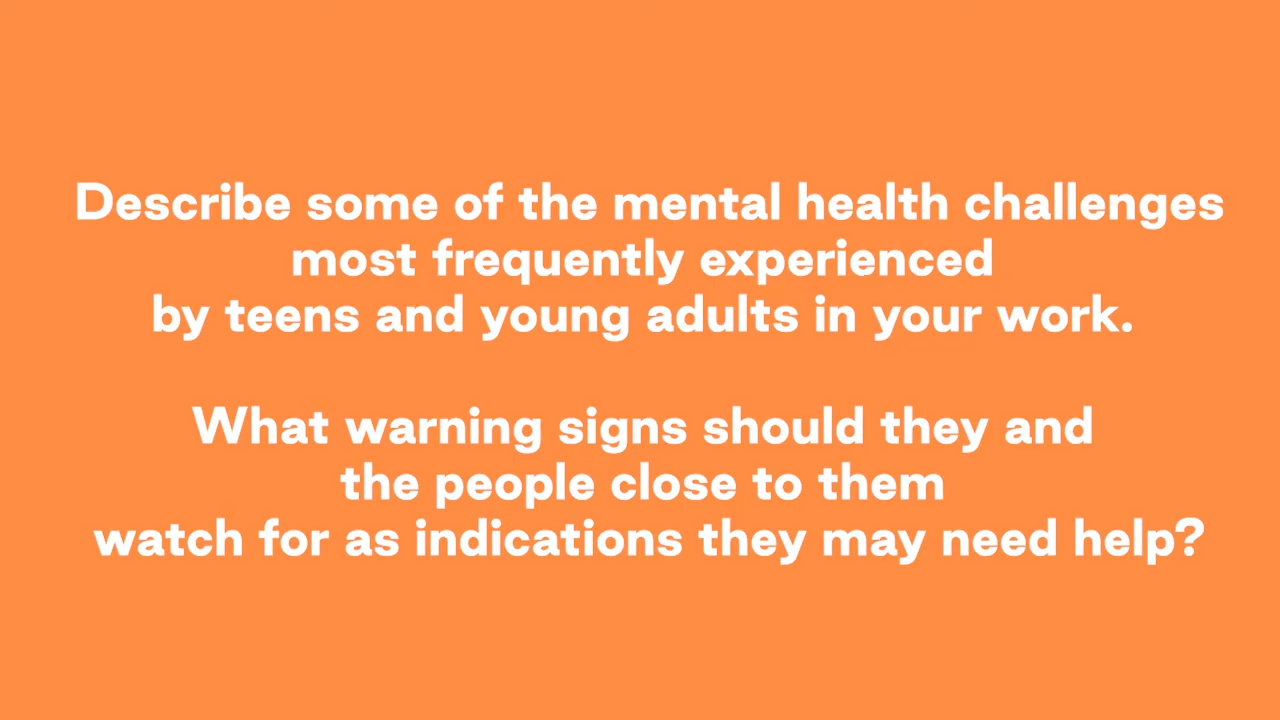 Describe some of the mental health challenges
most frequently experienced
by teens and young adults in your work.
What warning signs should they and
the people close to them
watch for as indications they may need help?